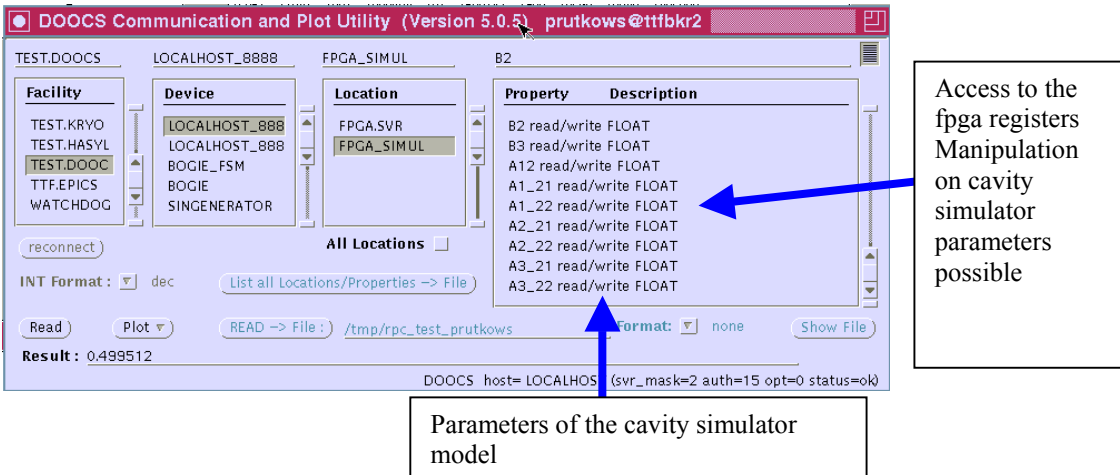 DOOCS Communication and Plot Utility (Version 5.0.5) prutkows@ttfbkr2
TEST.DOOCS LOCALHOST_8888 FPGA_SIMUL B2
Facility
TEST.KRYO
TEST.HASYL
TEST.DOOC
TTF.EPICS
WATCHDOG
Device
LOCALHOST_888
LOCALHOST_888
BOGIE_FSM
BOGIE
SINGENERATOR
Location
FPGA.SVR
FPGA_SIMUL
Property Description
B2 read/write FLOAT
B3 read/write FLOAT
A12 read/write FLOAT
A1_21 read/write FLOAT
A1_22 read/write FLOAT
A2_21 read/write FLOAT
A2_22 read/write FLOAT
A3_21 read/write FLOAT
A3_22 read/write FLOAT
reconnect
All Locations
INT Format: dec List all Locations/Properties -> File
Read Plot READ -> File : /tmp/rpc_test_prutkows Format: none Show File
Result: 0.499512
DOOCS host= LOCALHOS (svr_mask=2 auth=15 opt=0 status=ok)
Access to the
fpga registers
Manipulation
on cavity
simulator
parameters
possible
Parameters of the cavity simulator
model